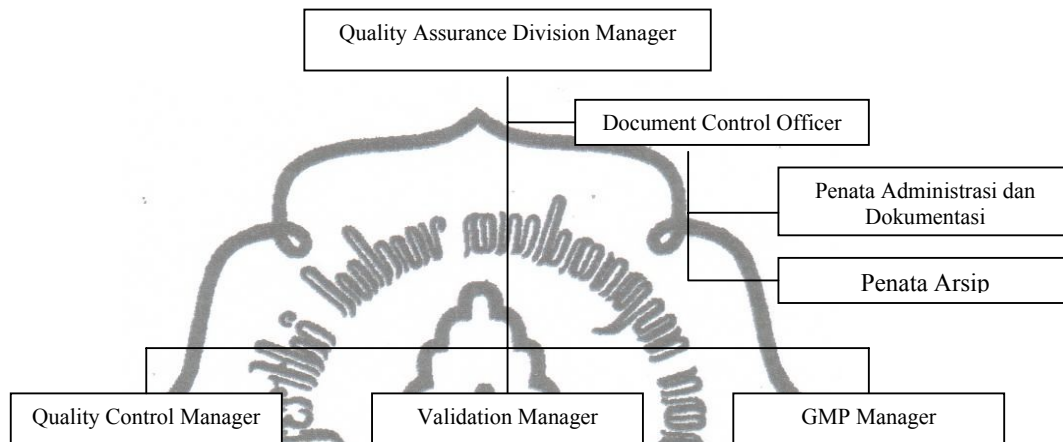 Quality Assurance Division Manager
Document Control Officer
Penata Administrasi dan
Dokumentasi
Penata Arsip
Quality Control Manager
Validation Manager
GMP Manager